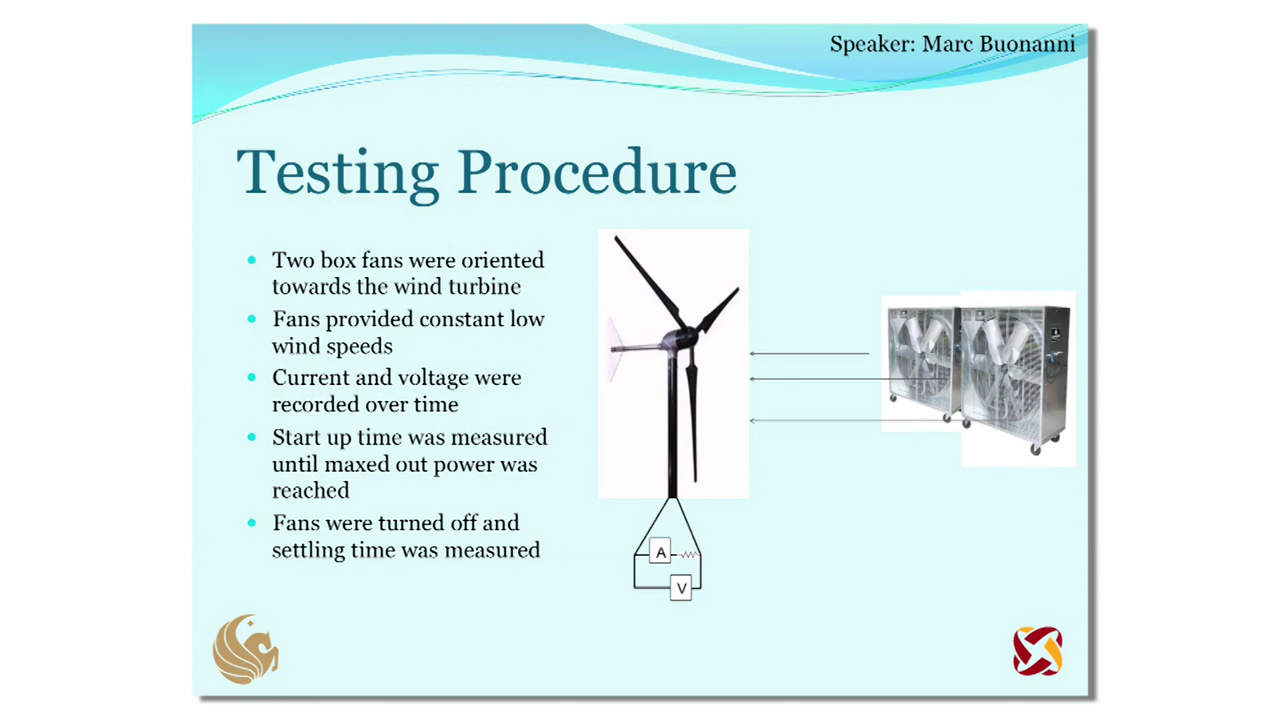 Speaker: Marc Buonanni
Testing Procedure
Two box fans were oriented
towards the wind turbine
Fans provided constant low
wind speeds
Current and voltage were
recorded over time
Start up time was measured
until maxed out power was
reached
Fans were turned off and
settling time was measured
A
V